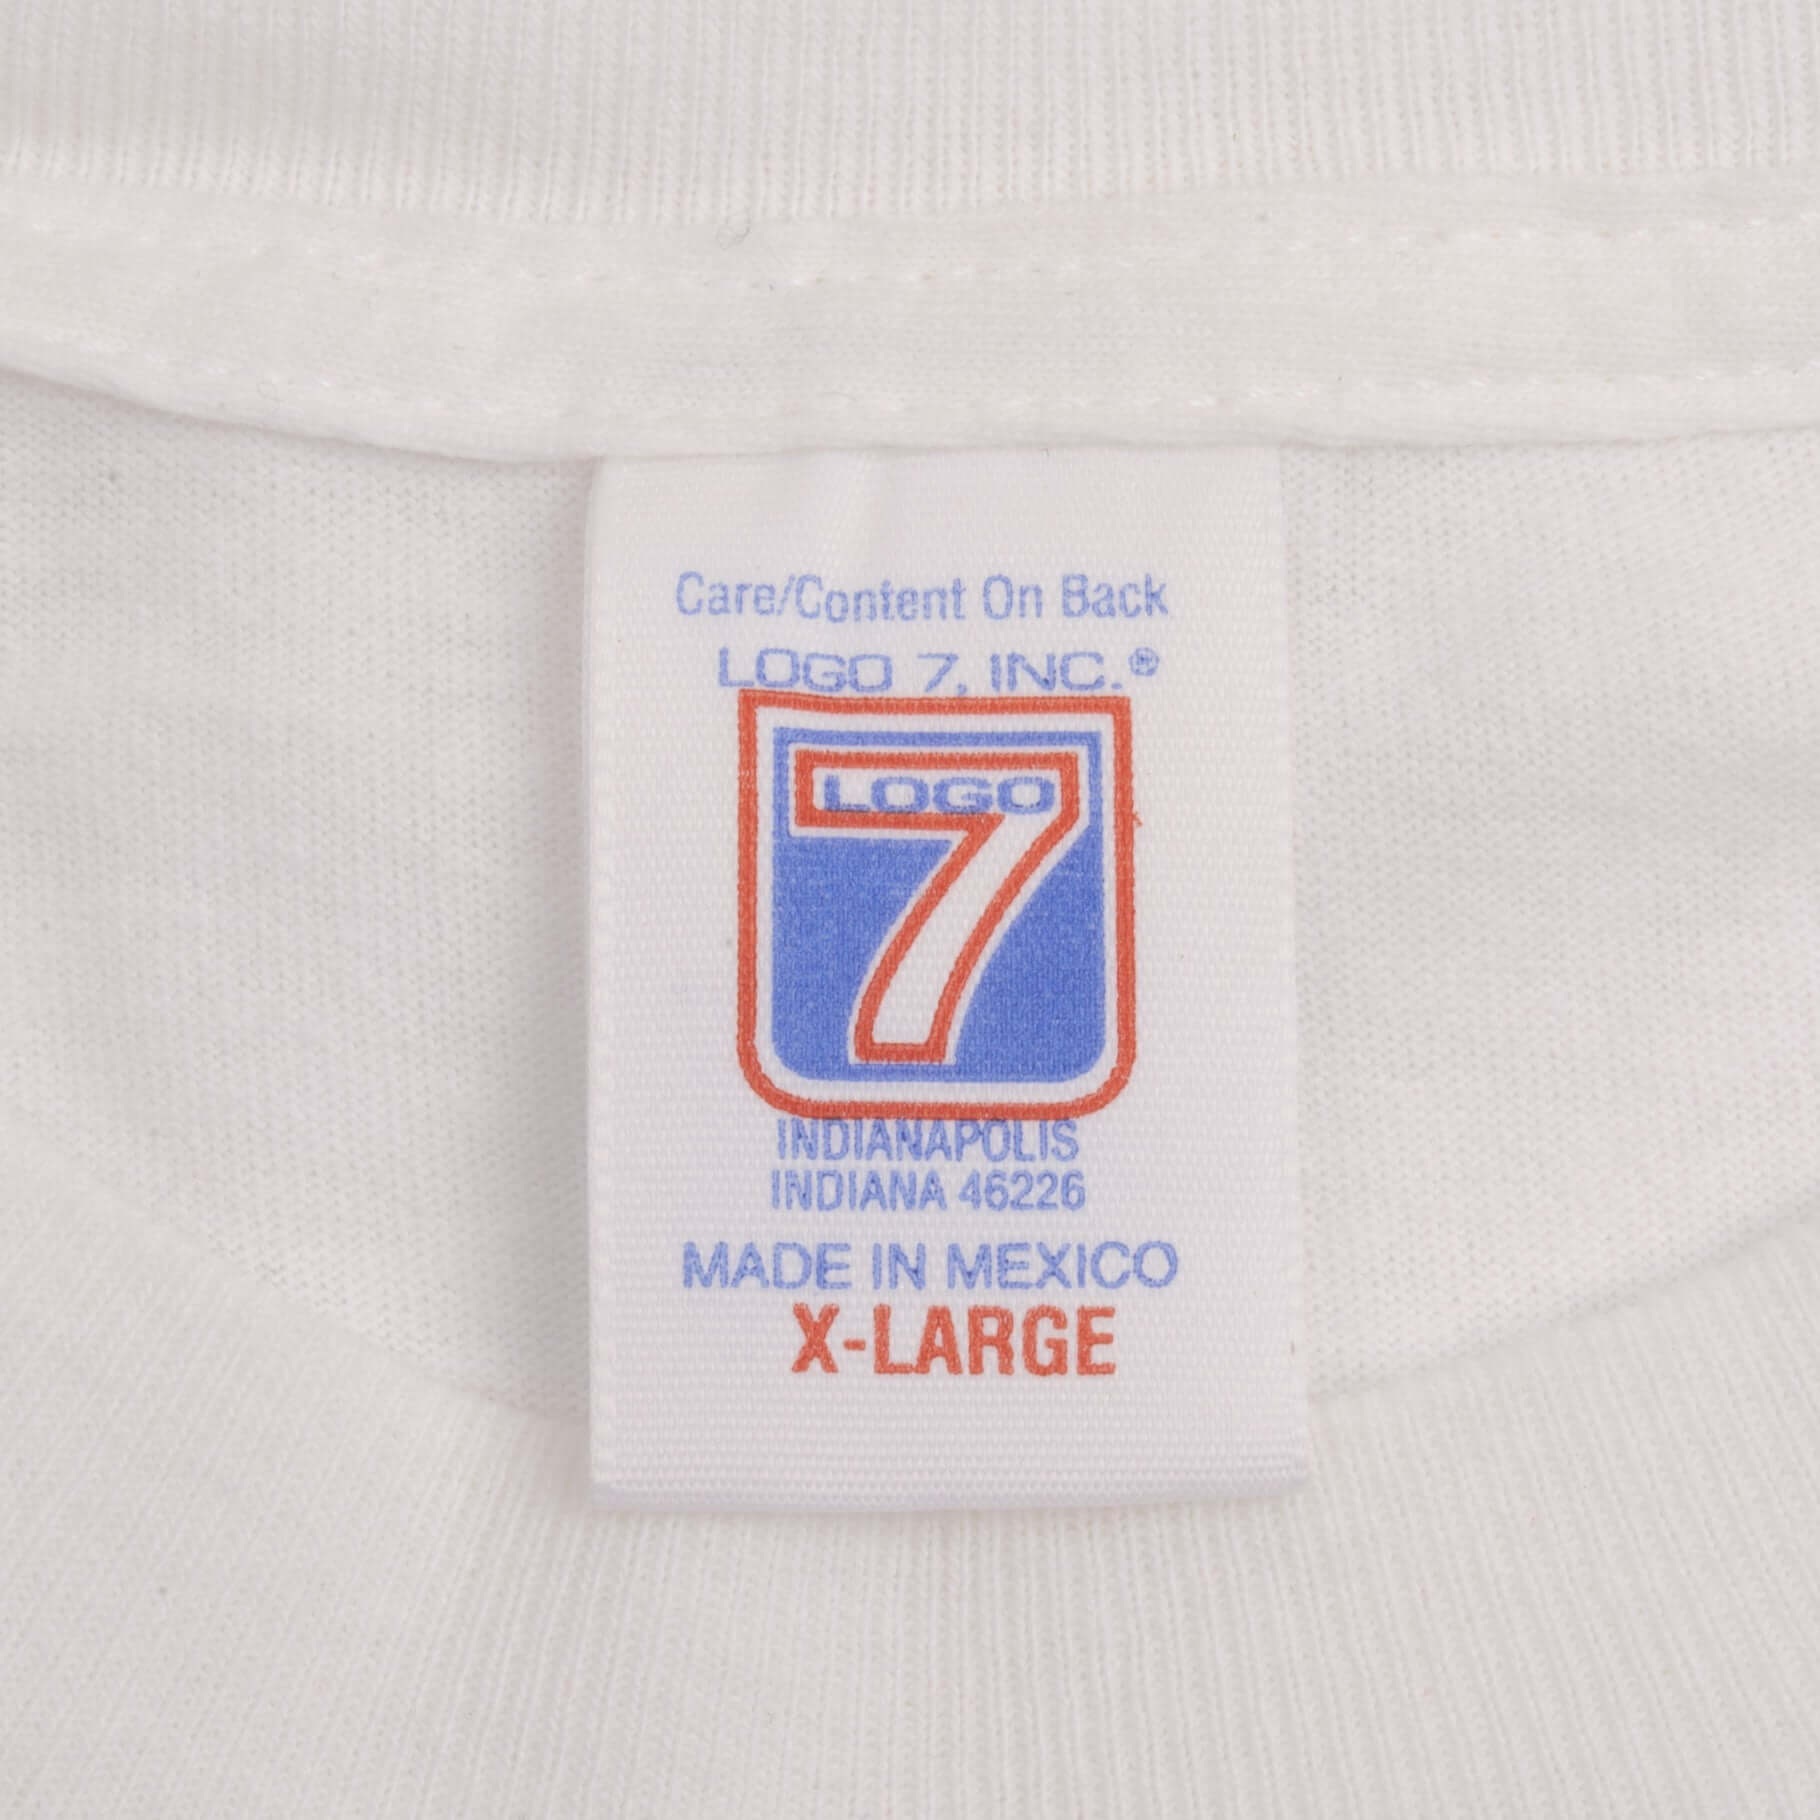 Care/Content On Back
LOGO 7, INC.®
LOGO
7
INDIANAPOLIS
INDIANA 46226
MADE IN MEXICO
X-LARGE